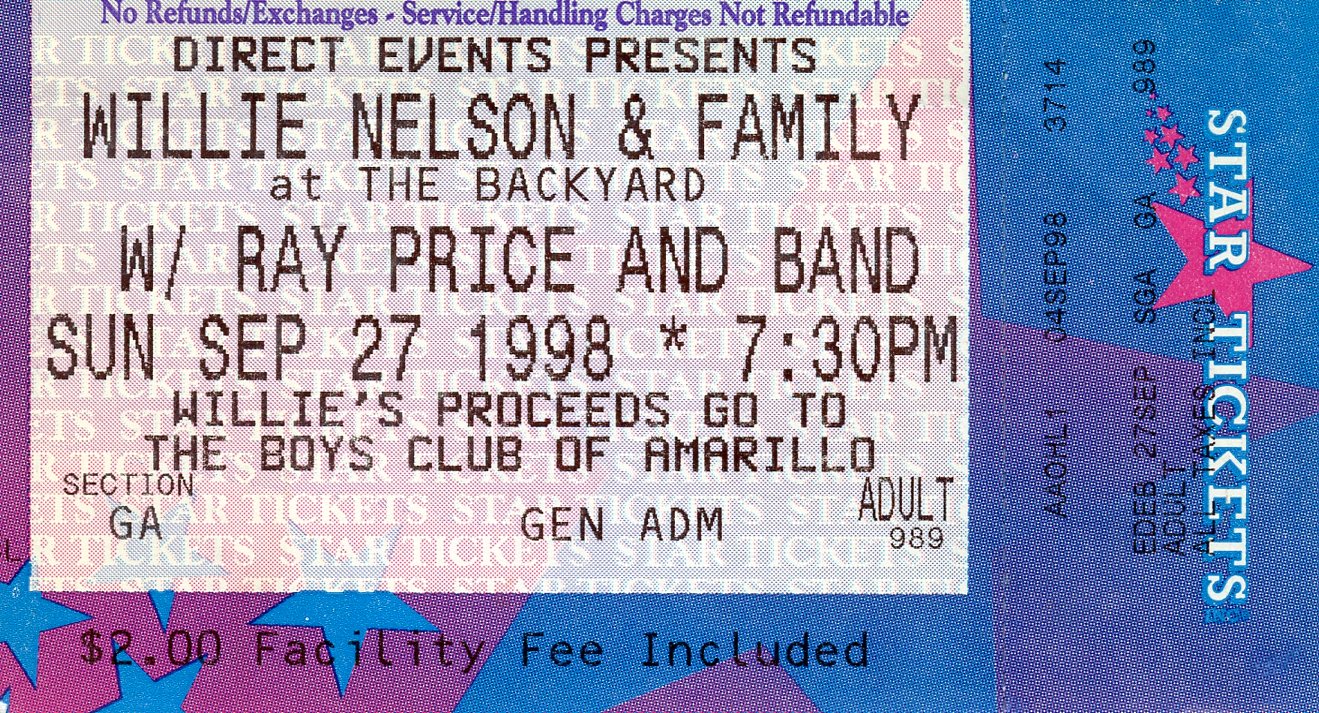 No Refunds/Exchanges - Service/Handling Charges Not Refundable
DIRECT EVENTS PRESENTS
WILLIE NELSON & FAMILY
at THE BACKYARD
W/ RAY PRICE AND BAND
SUN SEP 27 1998 * 7:30PM
WILLIE'S PROCEEDS GO TO
THE BOYS CLUB OF AMARILLO
SECTION
GA
GEN ADM
ADULT
989
$2.00 Facility Fee Included
AAOHL1 04SEP98 3714
EDEB 27SEP SGA GA 989
ADULT
ALL TAXES INCL
STAR TICKETS